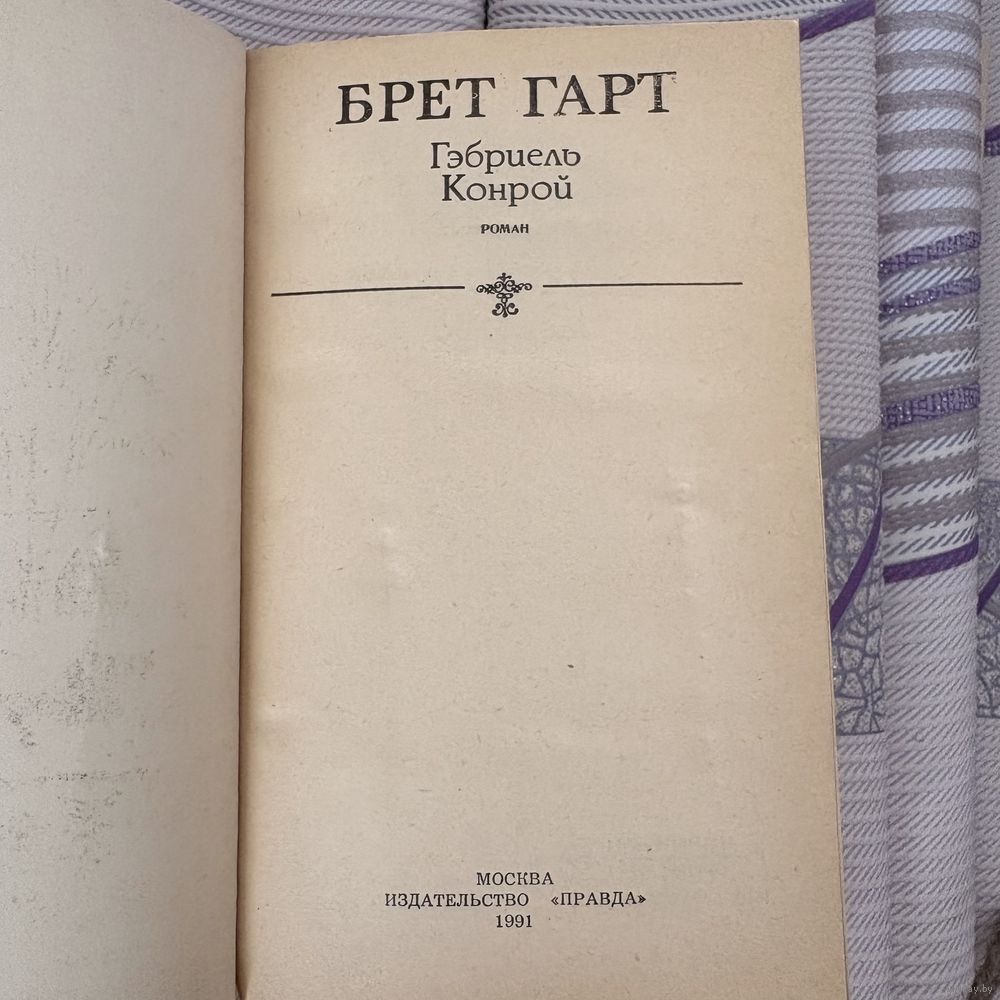 БРЕТ ГАРТ
Гэбриель
Конрой
РОМАН
МОСКВА
ИЗДАТЕЛЬСТВО «ПРАВДА»
1991